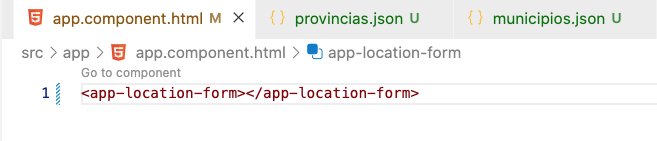 app.component.html M × {} provincias.json U {} municipios.json U
src > app > app.component.html > app-location-form
Go to component
1 <app-location-form></app-location-form>